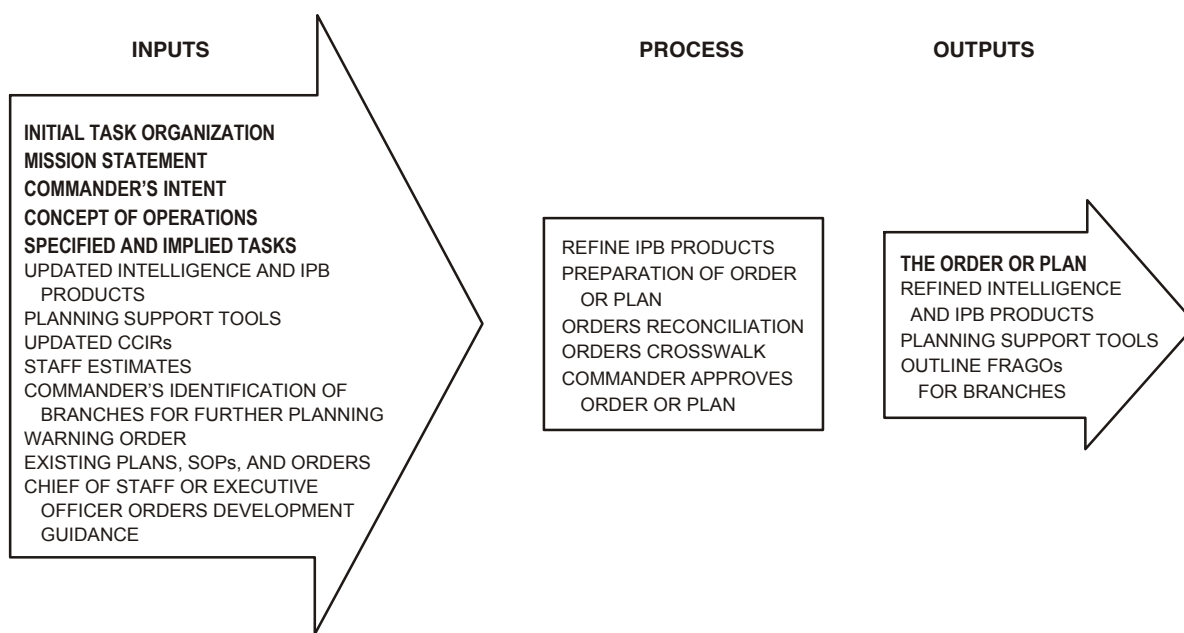 INPUTS
INITIAL TASK ORGANIZATION
MISSION STATEMENT
COMMANDER'S INTENT
CONCEPT OF OPERATIONS
SPECIFIED AND IMPLIED TASKS
UPDATED INTELLIGENCE AND IPB
PRODUCTS
PLANNING SUPPORT TOOLS
UPDATED CCIRs
STAFF ESTIMATES
COMMANDER'S IDENTIFICATION OF
BRANCHES FOR FURTHER PLANNING
WARNING ORDER
EXISTING PLANS, SOPs, AND ORDERS
CHIEF OF STAFF OR EXECUTIVE
OFFICER ORDERS DEVELOPMENT
GUIDANCE
PROCESS
REFINE IPB PRODUCTS
PREPARATION OF ORDER
OR PLAN
ORDERS RECONCILIATION
ORDERS CROSSWALK
COMMANDER APPROVES
ORDER OR PLAN
OUTPUTS
THE ORDER OR PLAN
REFINED INTELLIGENCE
AND IPB PRODUCTS
PLANNING SUPPORT TOOLS
OUTLINE FRAGOs
FOR BRANCHES